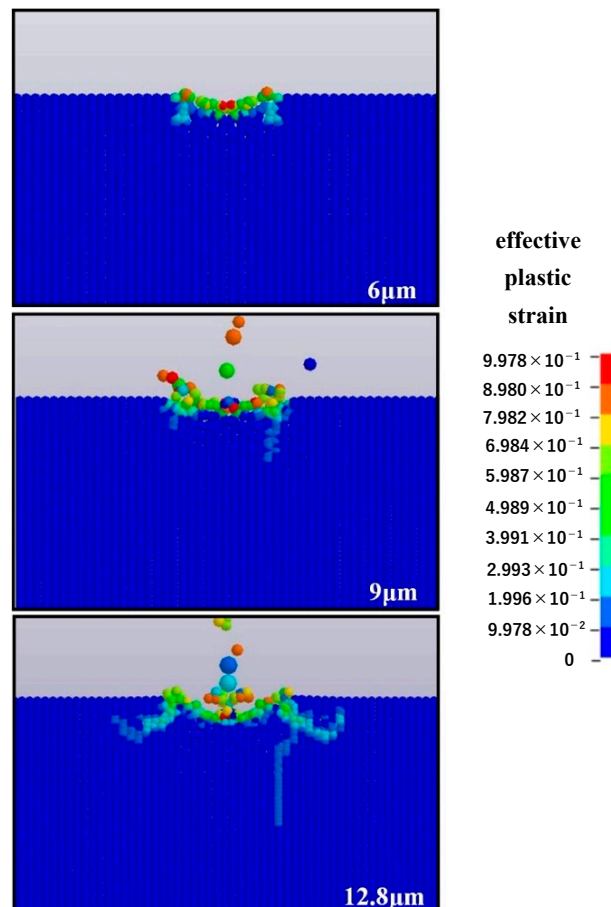 6μm
9μm
12.8μm
effective
plastic
strain
9.978×10⁻¹
8.980×10⁻¹
7.982×10⁻¹
6.984×10⁻¹
5.987×10⁻¹
4.989×10⁻¹
3.991×10⁻¹
2.993×10⁻¹
1.996×10⁻¹
9.978×10⁻²
0